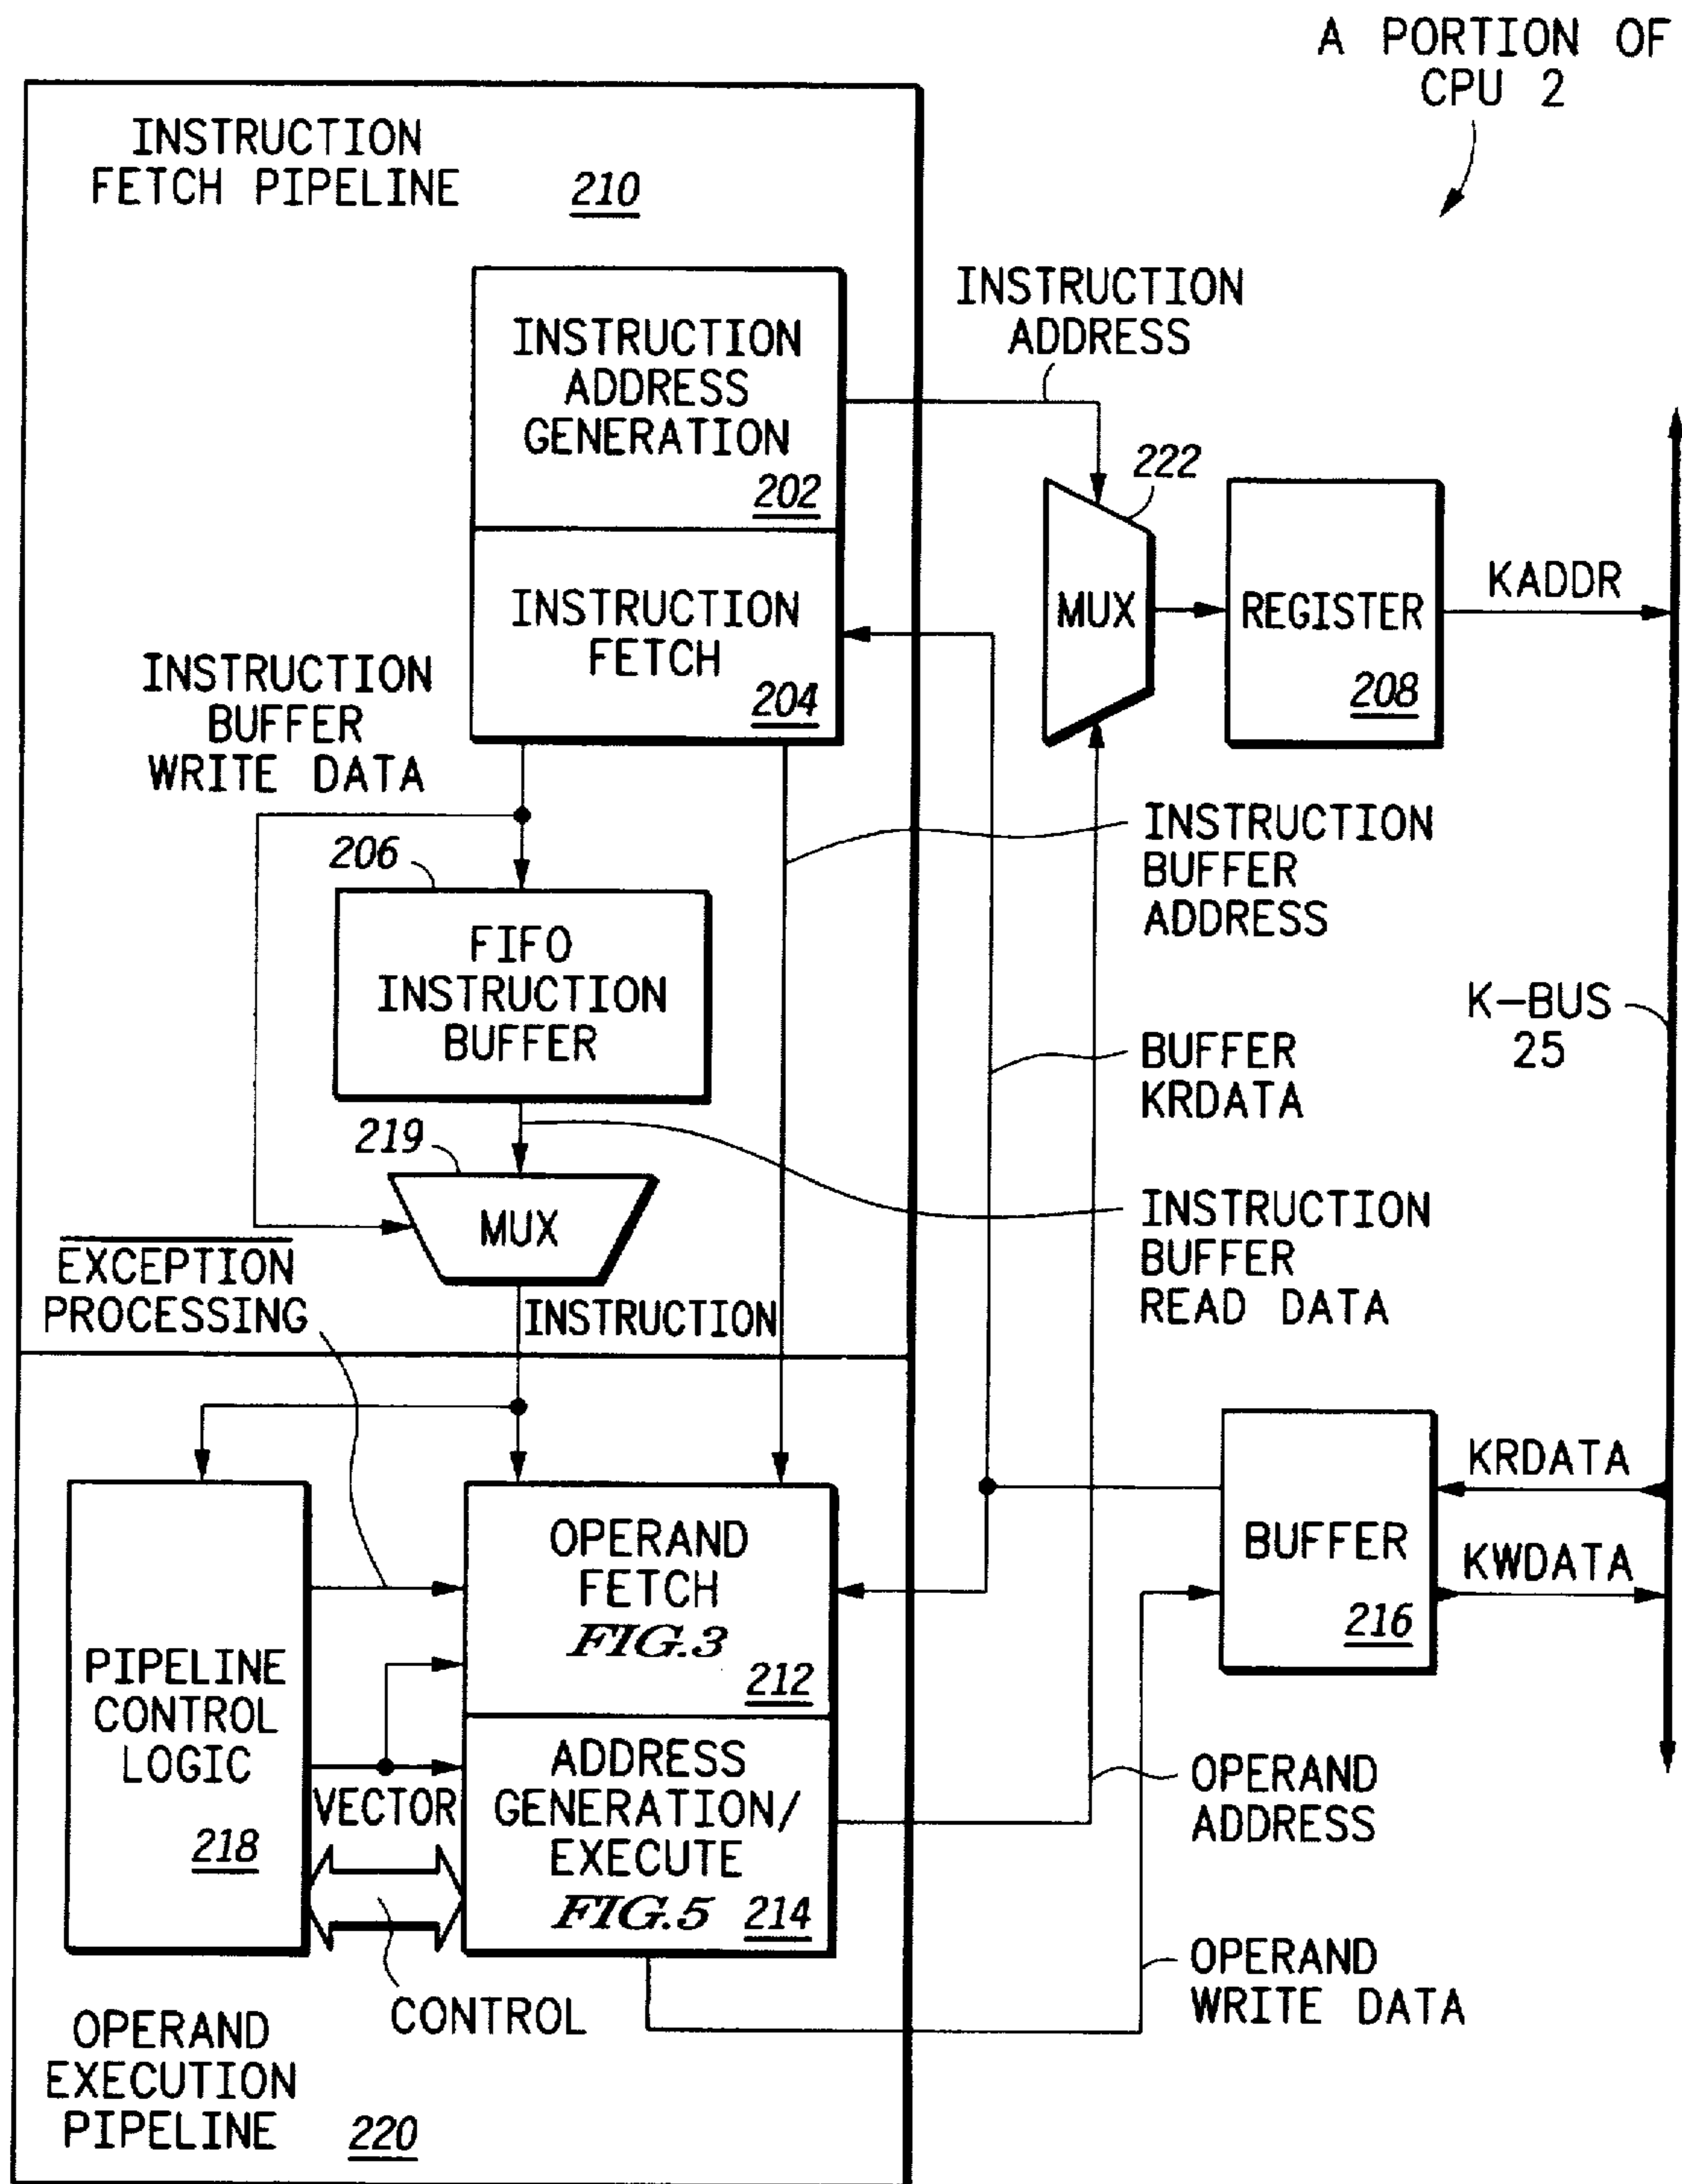 A PORTION OF
CPU 2
INSTRUCTION
FETCH PIPELINE 210
INSTRUCTION
ADDRESS
GENERATION
202
INSTRUCTION
ADDRESS
222
MUX
REGISTER
208
KADDR
INSTRUCTION
FETCH
204
INSTRUCTION
BUFFER
WRITE DATA
206
FIFO
INSTRUCTION
BUFFER
INSTRUCTION
BUFFER
ADDRESS
K-BUS
25
BUFFER
KRDATA
219
MUX
INSTRUCTION
BUFFER
READ DATA
EXCEPTION
PROCESSING
INSTRUCTION
OPERAND
FETCH
FIG.3
212
KRDATA
BUFFER
216
KWDATA
PIPELINE
CONTROL
LOGIC
218
VECTOR
ADDRESS
GENERATION/
EXECUTE
FIG.5 214
OPERAND
ADDRESS
CONTROL
OPERAND
WRITE DATA
OPERAND
EXECUTION
PIPELINE 220